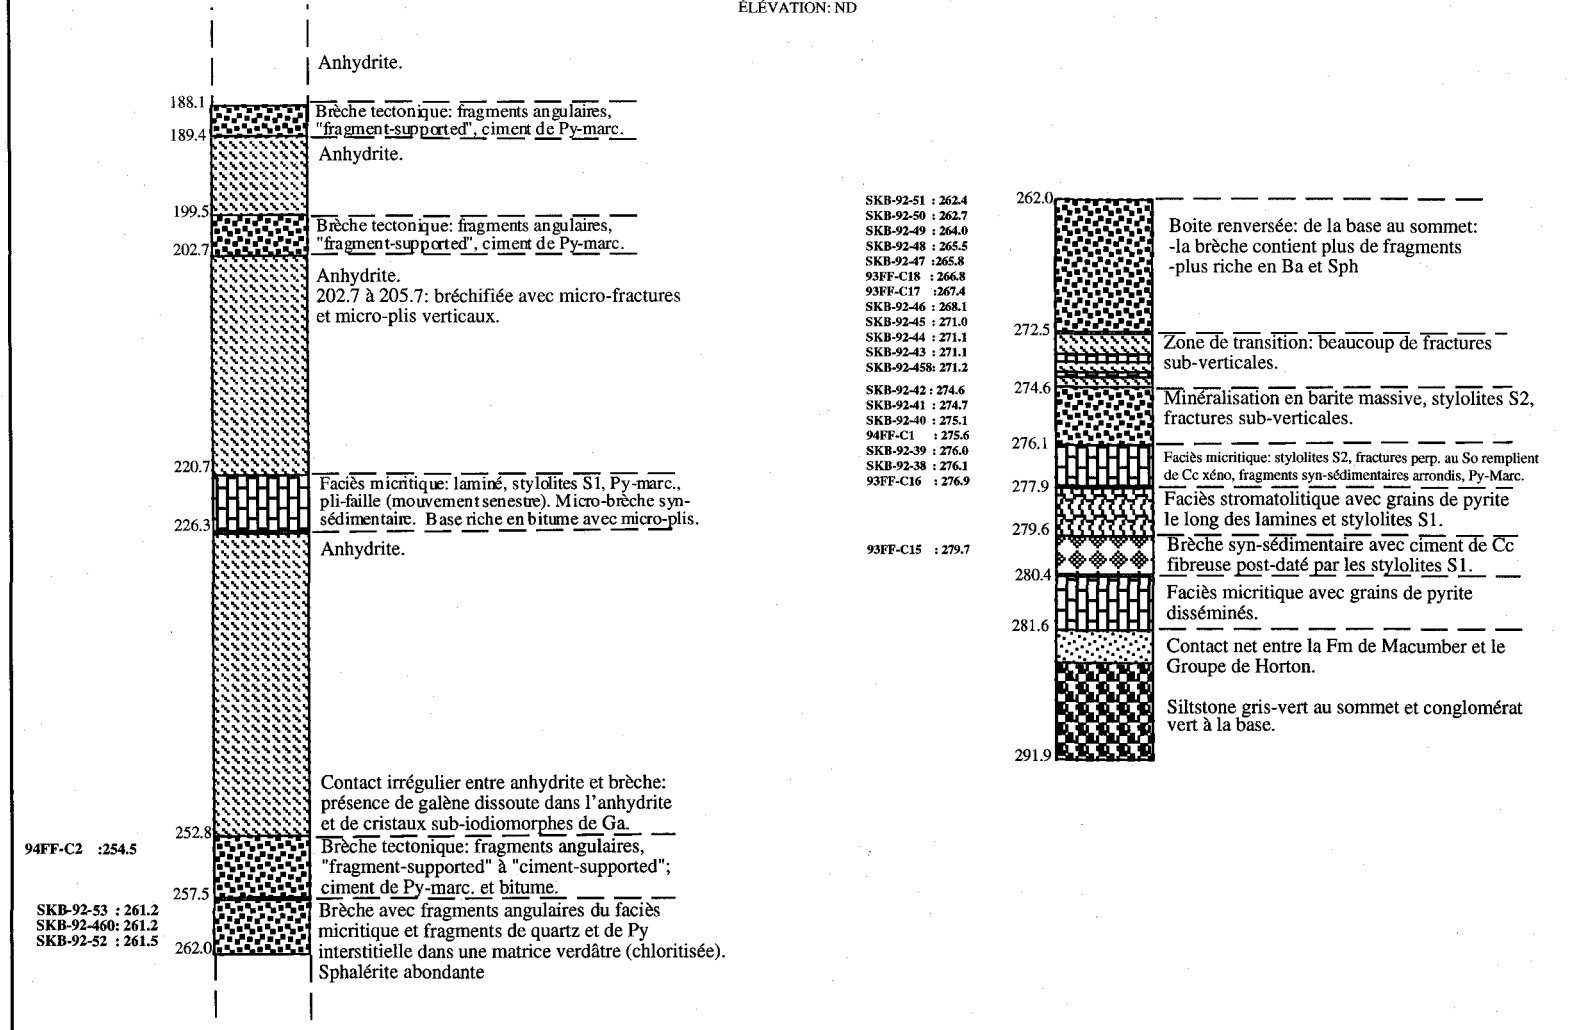 ÉLÉVATION: ND
Anhydrite.
188.1
Brèche tectonique: fragments angulaires,
"fragment-supported", ciment de Py-marc.
189.4
Anhydrite.
199.5
Brèche tectonique: fragments angulaires,
"fragment-supported", ciment de Py-marc.
202.7
Anhydrite.
202.7 à 205.7: bréchifiée avec micro-fractures
et micro-plis verticaux.
220.7
Faciès micritique: laminé, stylolites S1, Py-marc.,
pli-faille (mouvement senestre). Micro-brèche syn-
sédimentaire. Base riche en bitume avec micro-plis.
226.3
Anhydrite.
Contact irrégulier entre anhydrite et brèche:
présence de galène dissoute dans l'anhydrite
et de cristaux sub-iodiomorphes de Ga.
252.8
94FF-C2 :254.5
Brèche tectonique: fragments angulaires,
"fragment-supported" à "ciment-supported";
ciment de Py-marc. et bitume.
257.5
SKB-92-53 : 261.2
SKB-92-460: 261.2
SKB-92-52 : 261.5
Brèche avec fragments angulaires du faciès
micritique et fragments de quartz et de Py
interstitielle dans une matrice verdâtre (chloritisée).
Sphalérite abondante
262.0
SKB-92-51 : 262.4
SKB-92-50 : 262.7
SKB-92-49 : 264.0
SKB-92-48 : 265.5
SKB-92-47 :265.8
93FF-C18 : 266.8
93FF-C17 :267.4
SKB-92-46 : 268.1
SKB-92-45 : 271.0
SKB-92-44 : 271.1
SKB-92-43 : 271.1
SKB-92-458: 271.2
SKB-92-42 : 274.6
SKB-92-41 : 274.7
SKB-92-40 : 275.1
94FF-C1 : 275.6
SKB-92-39 : 276.0
SKB-92-38 : 276.1
93FF-C16 : 276.9
93FF-C15 : 279.7
262.0
Boite renversée: de la base au sommet:
-la brèche contient plus de fragments
-plus riche en Ba et Sph
272.5
Zone de transition: beaucoup de fractures
sub-verticales.
274.6
Minéralisation en barite massive, stylolites S2,
fractures sub-verticales.
276.1
Faciès micritique: stylolites S2, fractures perp. au So remplient
de Cc xéno, fragments syn-sédimentaires arrondis, Py-Marc.
277.9
Faciès stromatolitique avec grains de pyrite
le long des lamines et stylolites S1.
279.6
Brèche syn-sédimentaire avec ciment de Cc
fibreuse post-daté par les stylolites S1.
280.4
Faciès micritique avec grains de pyrite
disséminés.
281.6
Contact net entre la Fm de Macumber et le
Groupe de Horton.
Siltstone gris-vert au sommet et conglomérat
vert à la base.
291.9